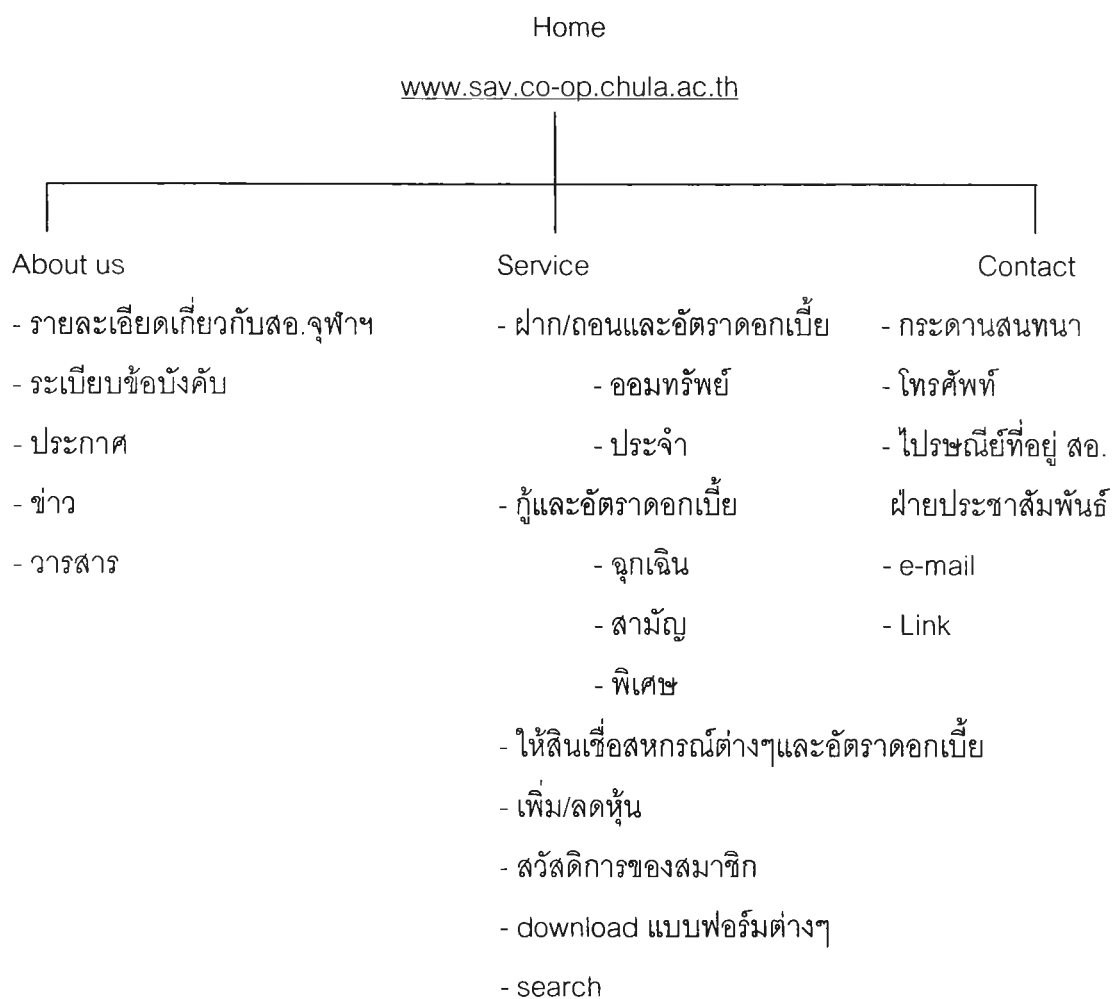 Home
www.sav.co-op.chula.ac.th
About us
- รายละเอียดเกี่ยวกับสอ.จุฬาฯ
- ระเบียบข้อบังคับ
- ประกาศ
- ข่าว
- วารสาร
Service
- ฝาก/ถอนและอัตราดอกเบี้ย
- ออมทรัพย์
- ประจำ
- กู้และอัตราดอกเบี้ย
- ฉุกเฉิน
- สามัญ
- พิเศษ
- ให้สินเชื่อสหกรณ์ต่างๆและอัตราดอกเบี้ย
- เพิ่ม/ลดหุ้น
- สวัสดิการของสมาชิก
- download แบบฟอร์มต่างๆ
- search
Contact
- กระดานสนทนา
- โทรศัพท์
- ไปรษณีย์ที่อยู่ สอ.
ฝ่ายประชาสัมพันธ์
- e-mail
- Link